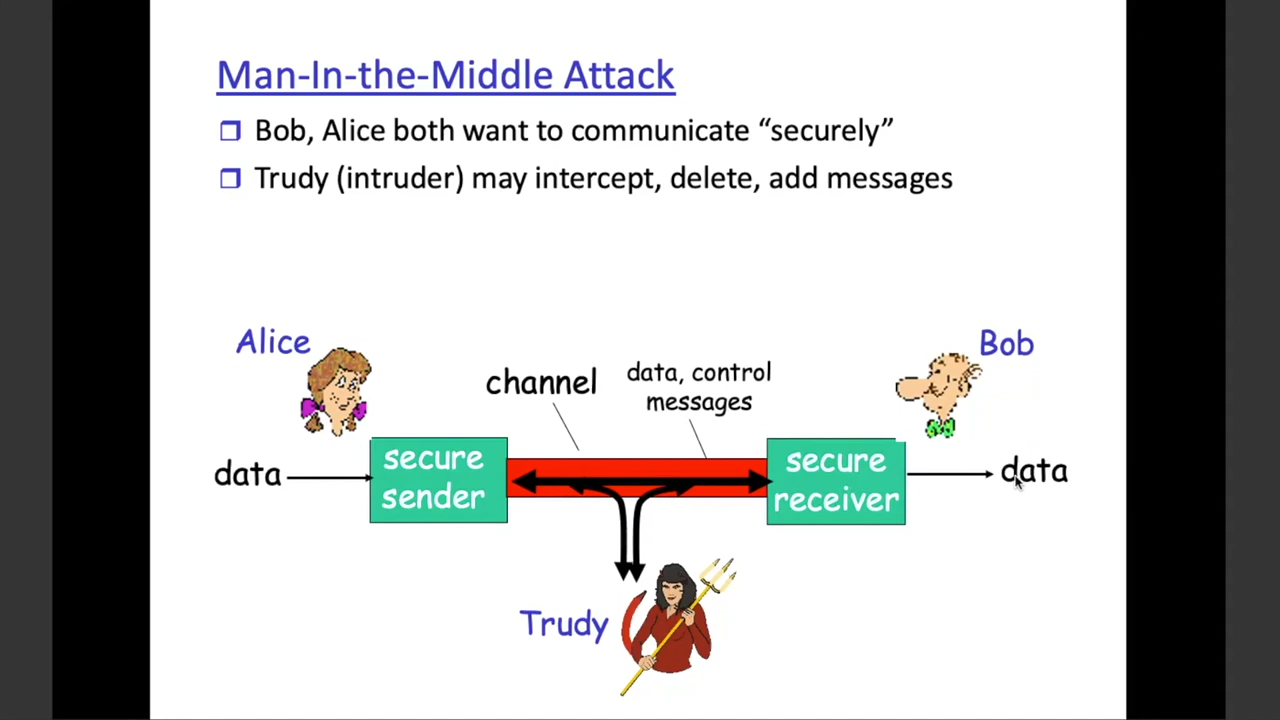 Man-In-the-Middle Attack
Bob, Alice both want to communicate “securely”
Trudy (intruder) may intercept, delete, add messages
Alice
Bob
channel
data, control
messages
data
secure
sender
secure
receiver
data
Trudy